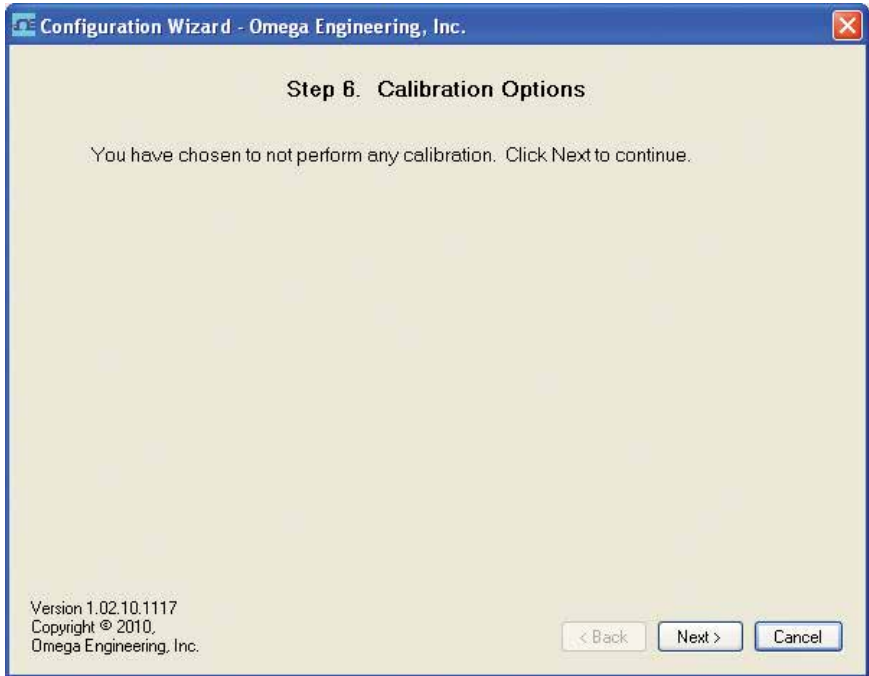 Configuration Wizard - Omega Engineering, Inc.
Step 6. Calibration Options
You have chosen to not perform any calibration. Click Next to continue.
Version 1.02.10.1117
Copyright © 2010,
Omega Engineering, Inc.
< Back Next > Cancel